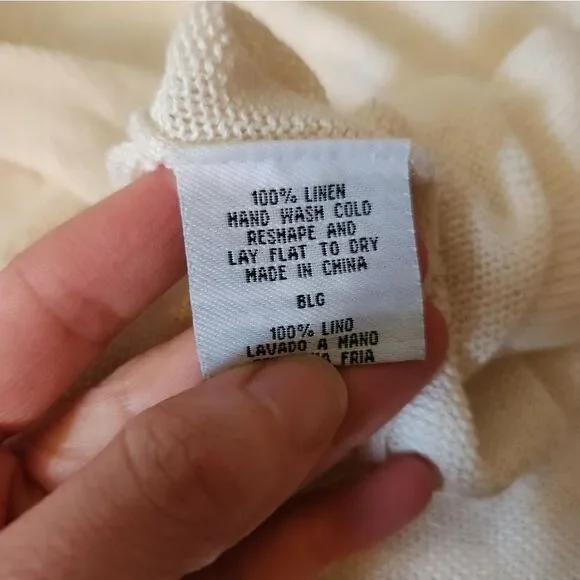 100% LINEN
HAND WASH COLD
RESHAPE AND
LAY FLAT TO DRY
MADE IN CHINA
BLG
100% LINO
LAVADO A MANO
FRIA